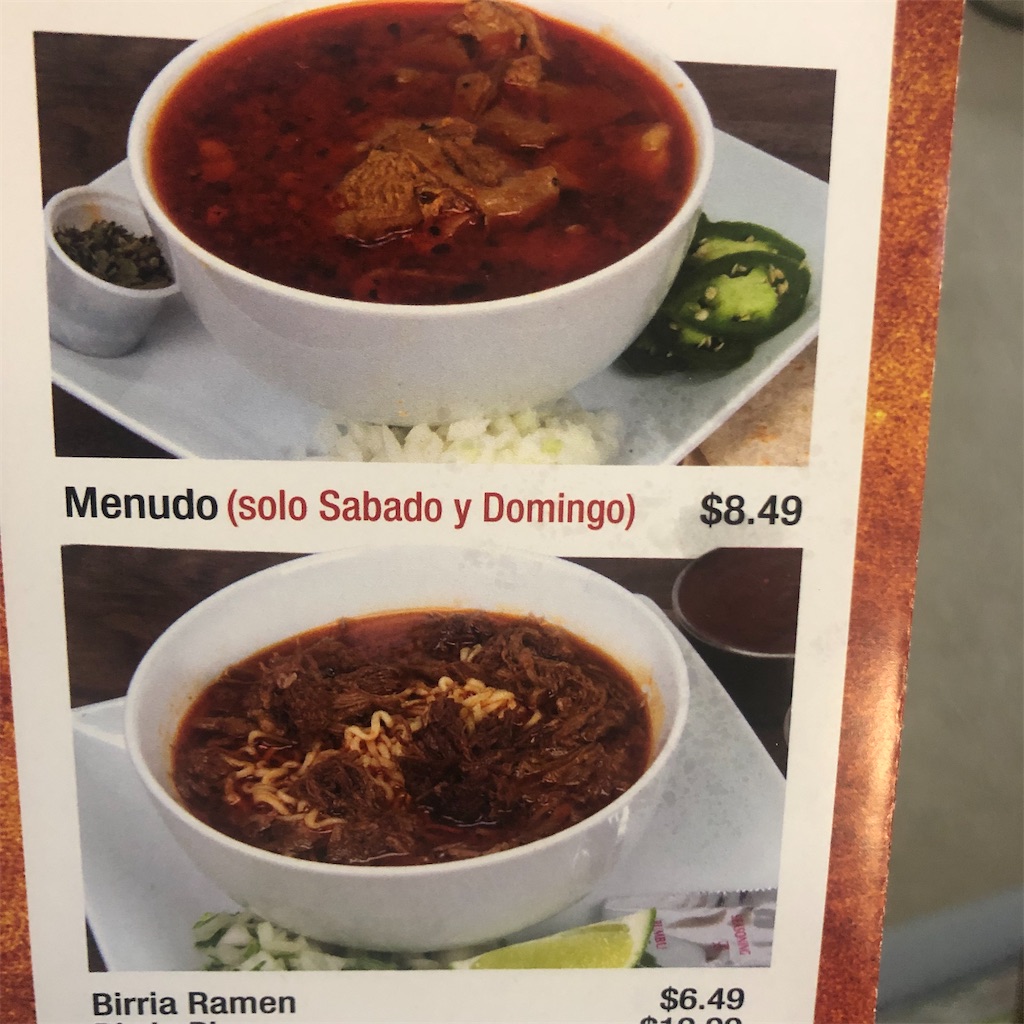 Menudo (solo Sabado y Domingo) $8.49
Birria Ramen $6.49